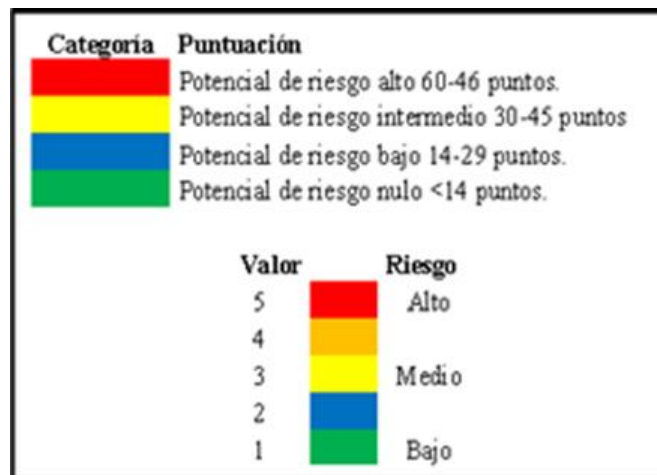 Categoría Puntuación
Potencial de riesgo alto 60-46 puntos.
Potencial de riesgo intermedio 30-45 puntos
Potencial de riesgo bajo 14-29 puntos.
Potencial de riesgo nulo <14 puntos.
Valor Riesgo
5 Alto
4
3 Medio
2
1 Bajo